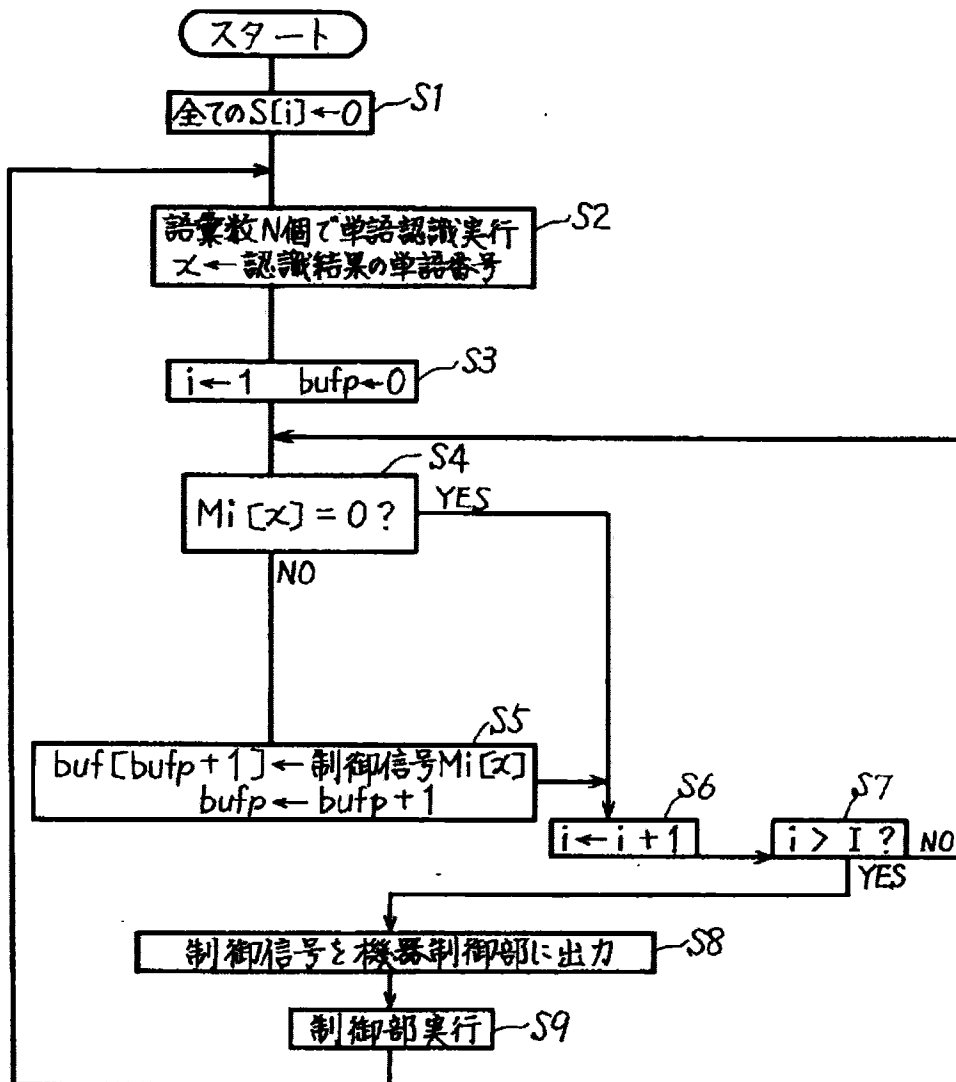 スタート
全てのS[i]←0
S1
語彙数N個で単語認識実行
x←認識結果の単語番号
S2
i←1 bufp←0
S3
Mi[x]=0?
S4
YES
NO
buf[bufp+1]←制御信号Mi[x]
bufp←bufp+1
S5
i←i+1
S6
i>I?
S7
NO
YES
制御信号を機器制御部に出力
S8
制御部実行
S9